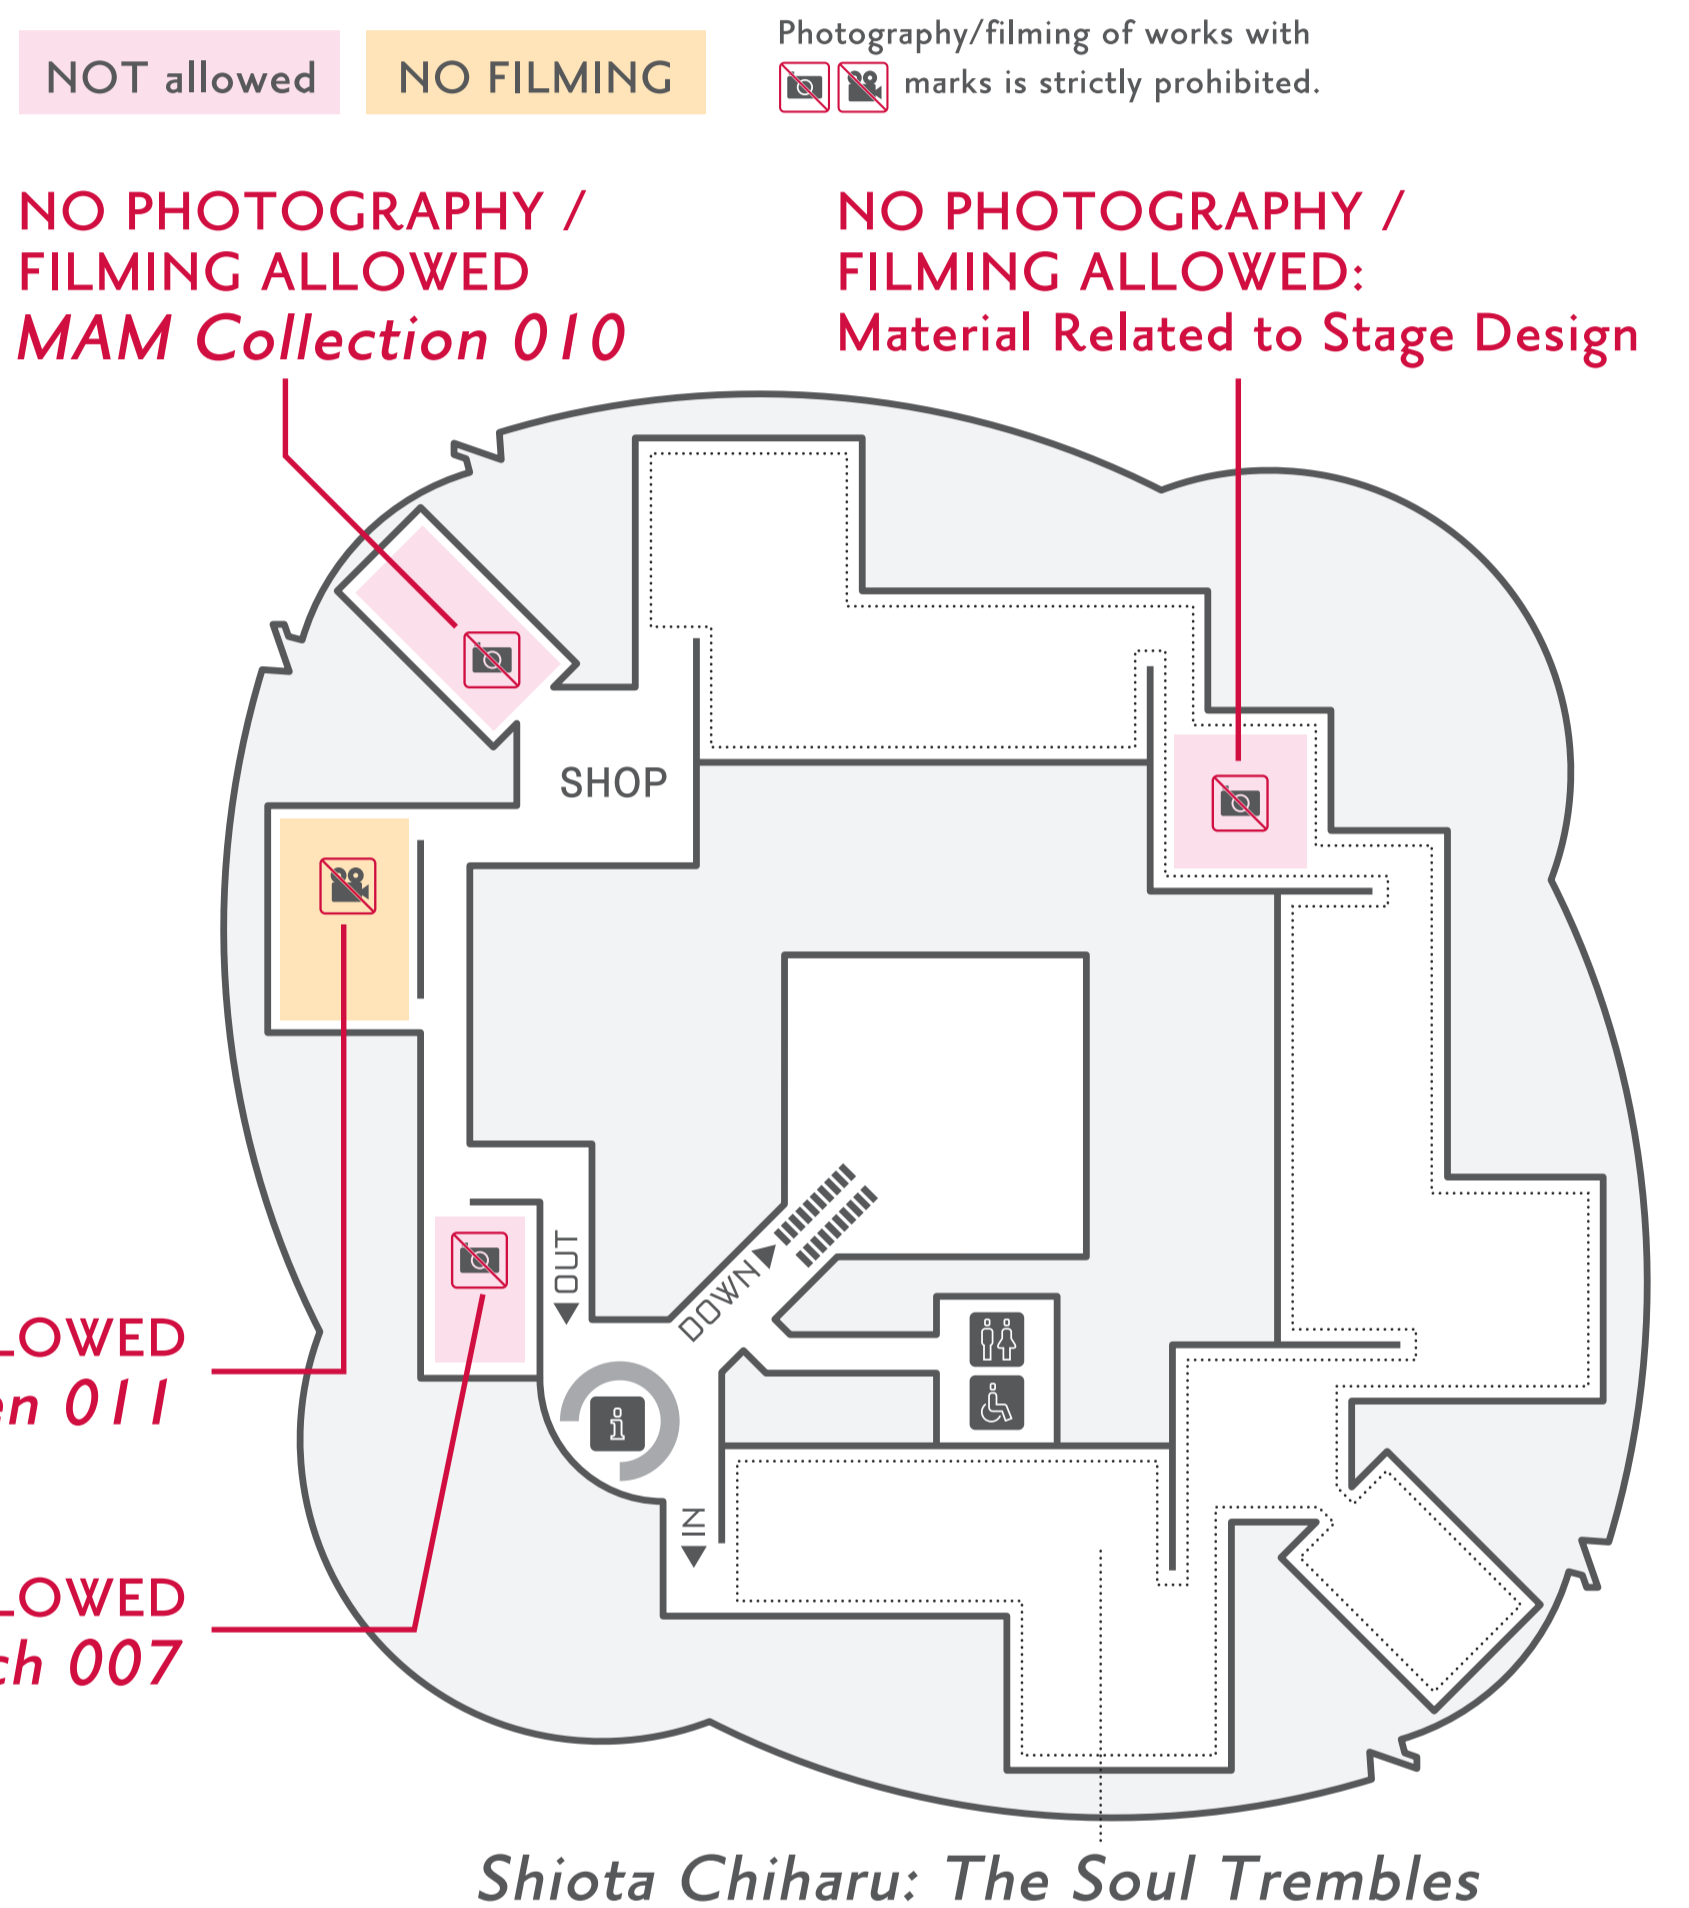 NOT allowed
NO FILMING
Photography/filming of works with
marks is strictly prohibited.
NO PHOTOGRAPHY /
FILMING ALLOWED
MAM Collection 010
NO PHOTOGRAPHY /
FILMING ALLOWED:
Material Related to Stage Design
SHOP
OUT
DOWN
i
IN
LOWED
en 011
LOWED
ch 007
Shiota Chiharu: The Soul Trembles